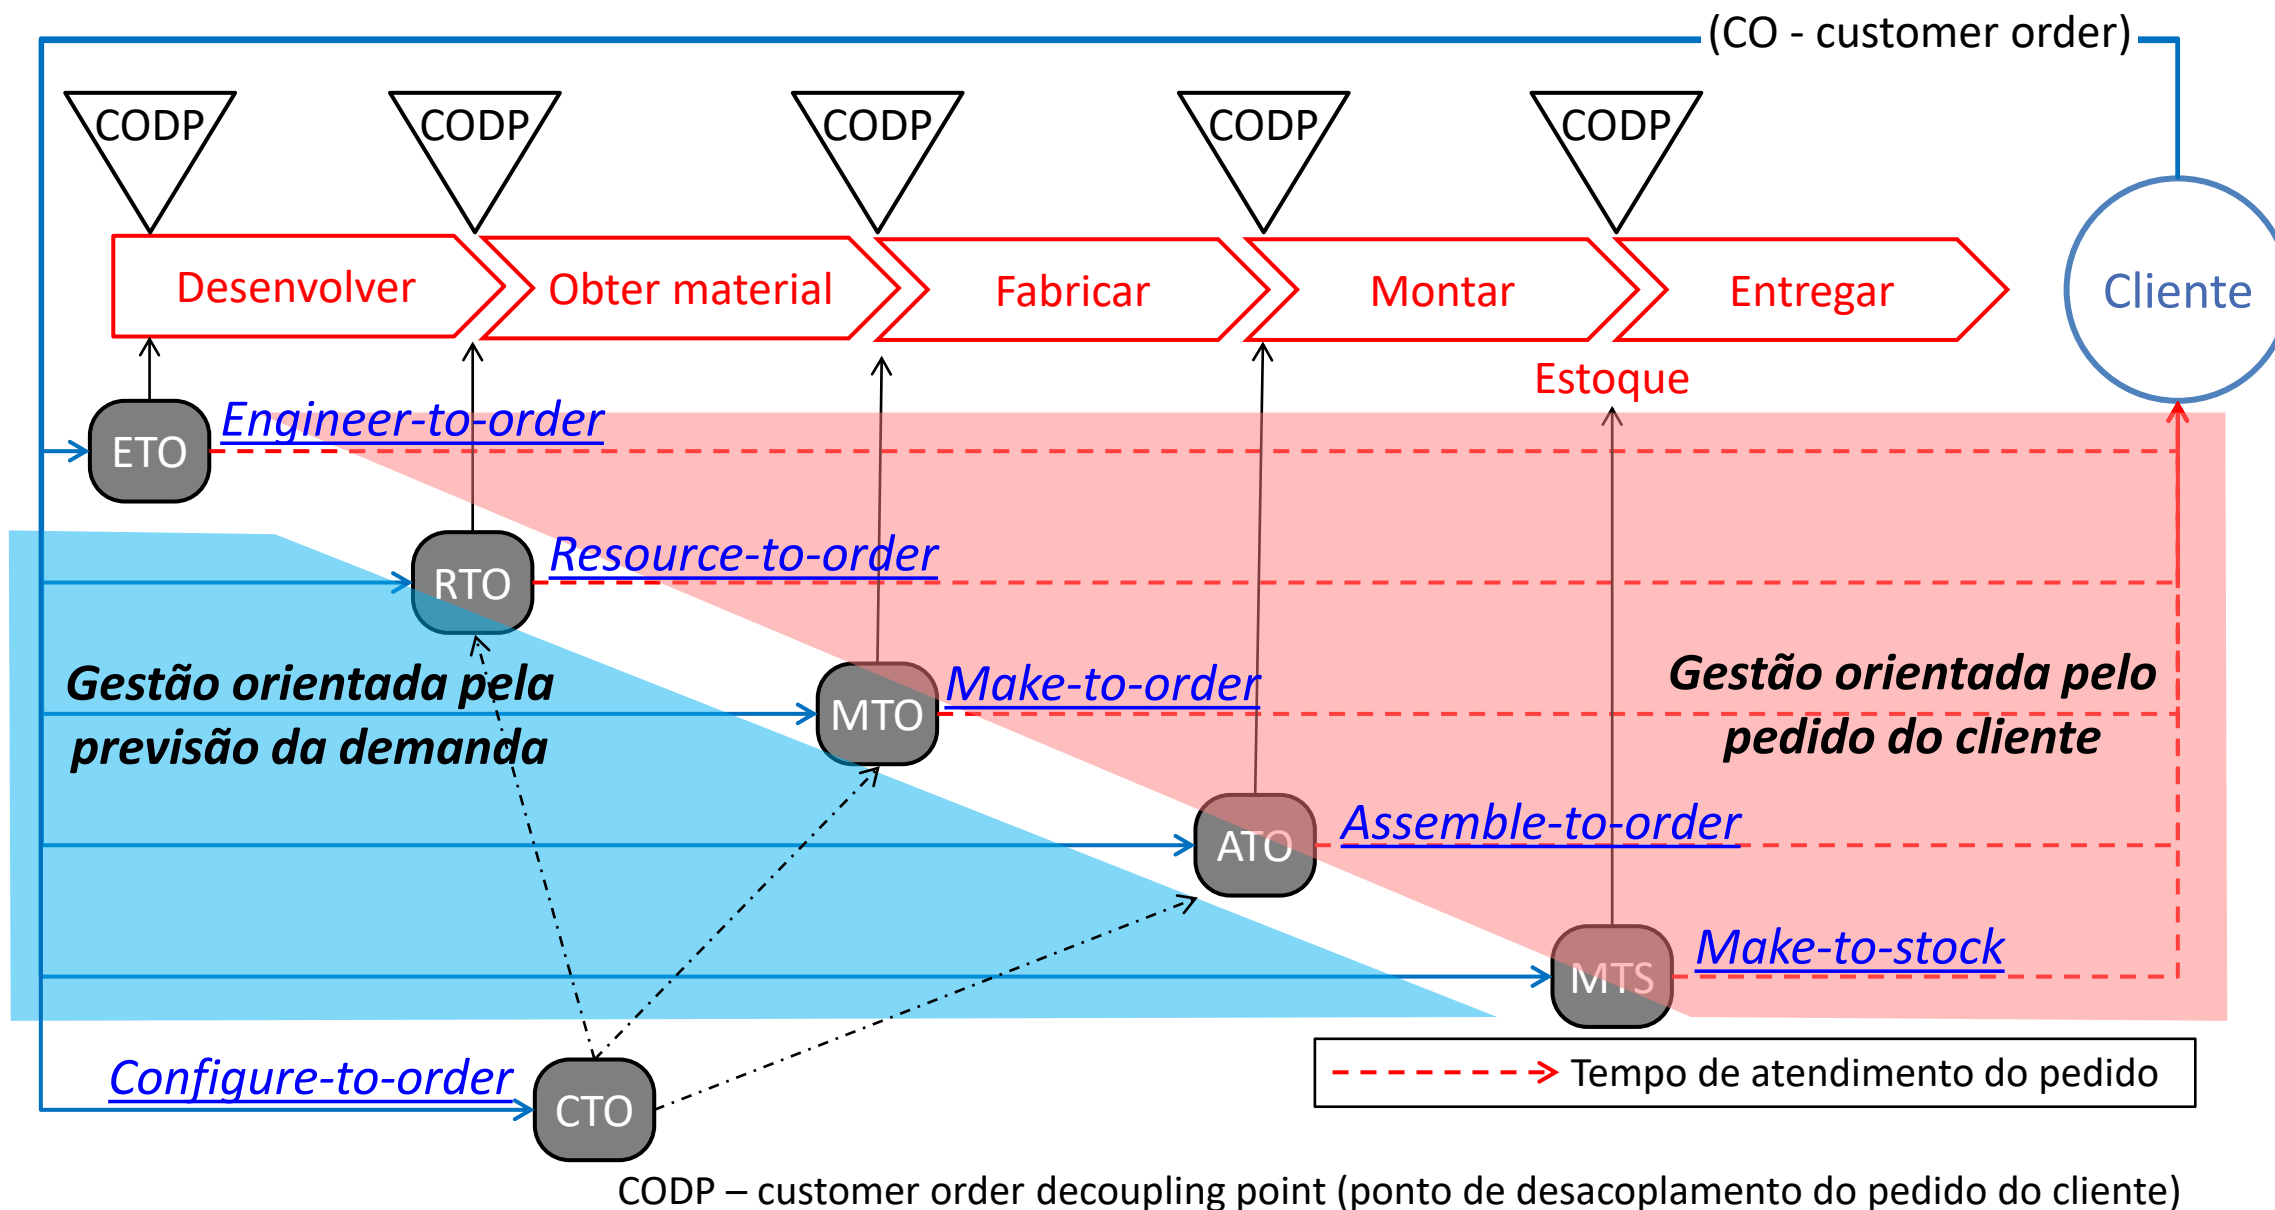 (CO - customer order)
CODP
CODP
CODP
CODP
CODP
Desenvolver
Obter material
Fabricar
Montar
Entregar
Cliente
Estoque
ETO
Engineer-to-order
RTO
Resource-to-order
Gestão orientada pela
previsão da demanda
MTO
Make-to-order
Gestão orientada pelo
pedido do cliente
ATO
Assemble-to-order
MTS
Make-to-stock
Configure-to-order
CTO
Tempo de atendimento do pedido
CODP – customer order decoupling point (ponto de desacoplamento do pedido do cliente)